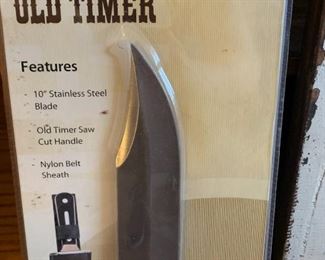 OLD TIMER
Features
- 10" Stainless Steel
Blade
- Old Timer Saw
Cut Handle
- Nylon Belt
Sheath